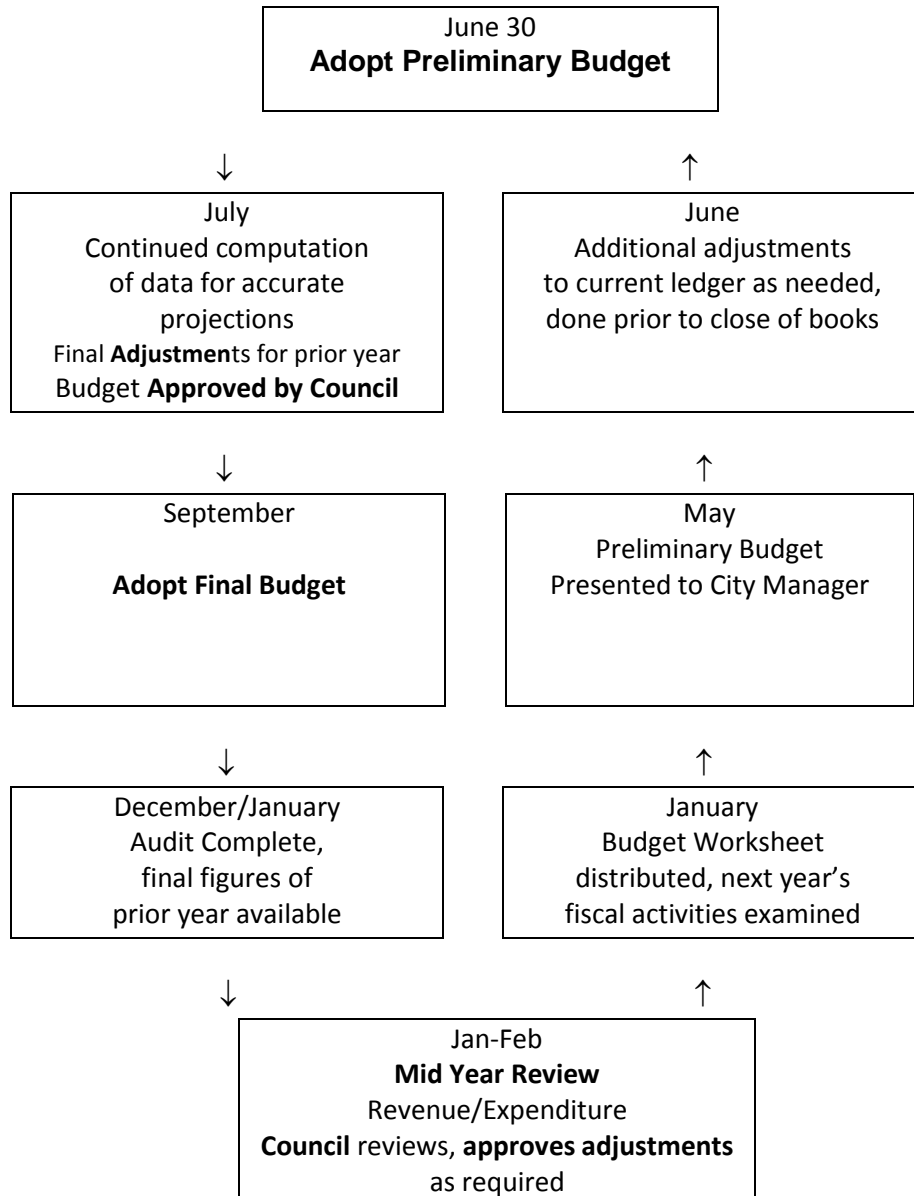 June 30
Adopt Preliminary Budget
↓
↑
July
Continued computation
of data for accurate
projections
Final Adjustments for prior year
Budget Approved by Council
June
Additional adjustments
to current ledger as needed,
done prior to close of books
↓
↑
September
Adopt Final Budget
May
Preliminary Budget
Presented to City Manager
↓
↑
December/January
Audit Complete,
final figures of
prior year available
January
Budget Worksheet
distributed, next year’s
fiscal activities examined
↓
↑
Jan-Feb
Mid Year Review
Revenue/Expenditure
Council reviews, approves adjustments
as required